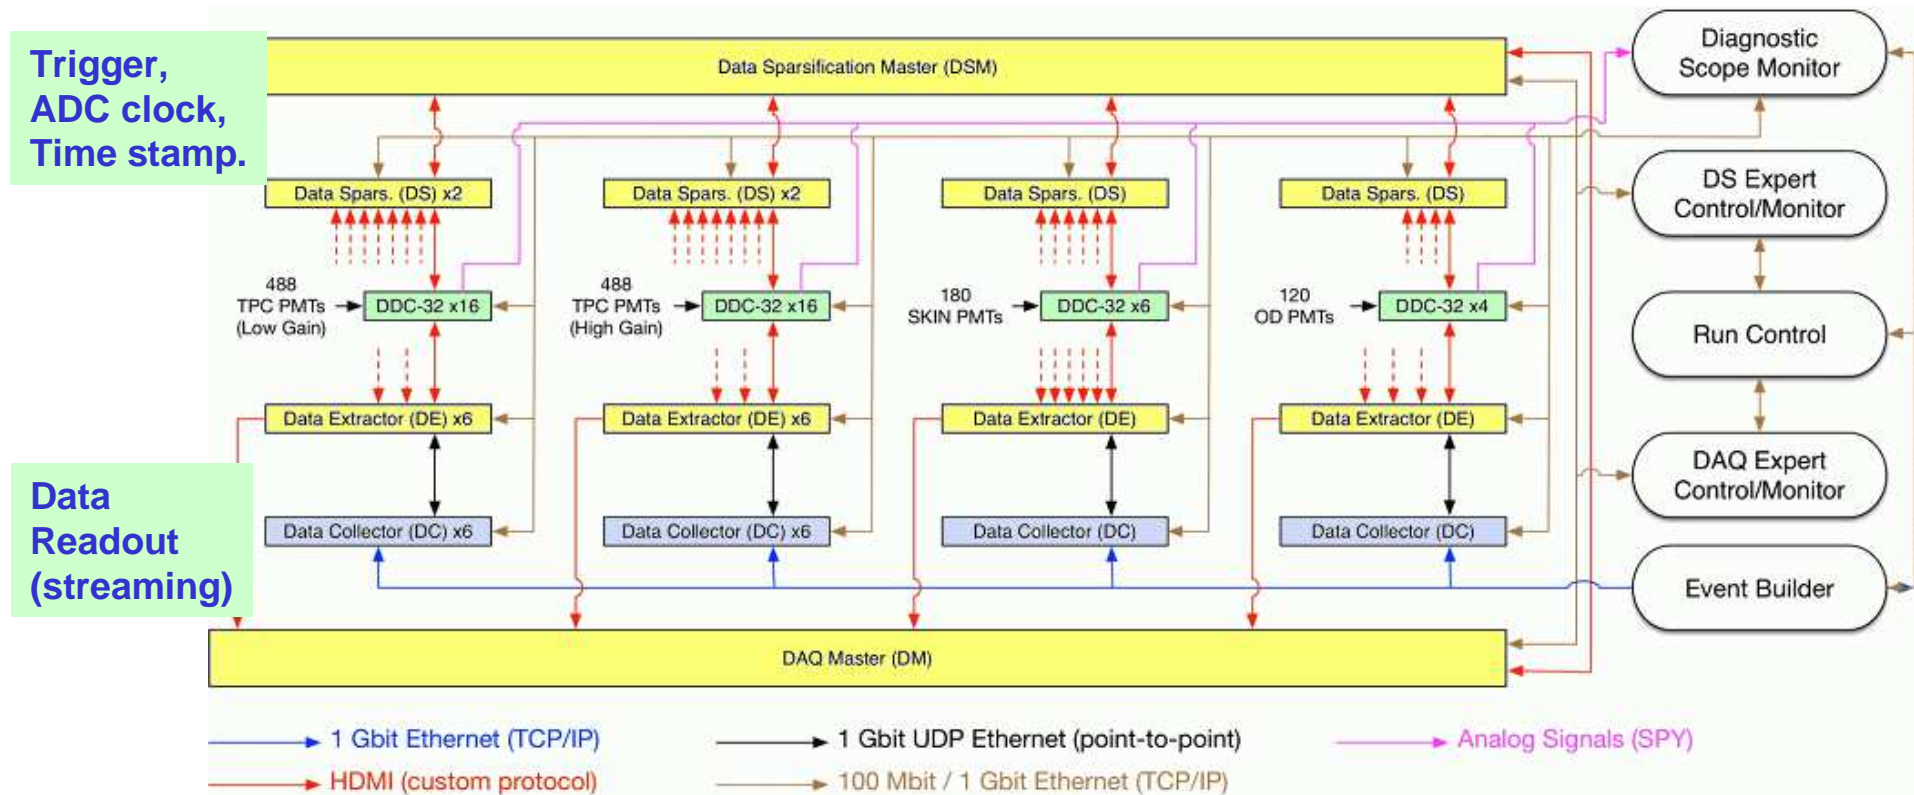 Trigger,
ADC clock,
Time stamp.
Data Sparsification Master (DSM)
Diagnostic
Scope Monitor
Data Spars. (DS) x2
Data Spars. (DS) x2
Data Spars. (DS)
Data Spars. (DS)
DS Expert
Control/Monitor
488
TPC PMTs
(Low Gain)
DDC-32 x16
488
TPC PMTs
(High Gain)
DDC-32 x16
180
SKIN PMTs
DDC-32 x6
120
OD PMTs
DDC-32 x4
Run Control
Data Extractor (DE) x6
Data Extractor (DE) x6
Data Extractor (DE)
Data Extractor (DE)
DAQ Expert
Control/Monitor
Data
Readout
(streaming)
Data Collector (DC) x6
Data Collector (DC) x6
Data Collector (DC)
Data Collector (DC)
Event Builder
DAQ Master (DM)
1 Gbit Ethernet (TCP/IP)
1 Gbit UDP Ethernet (point-to-point)
Analog Signals (SPY)
HDMI (custom protocol)
100 Mbit / 1 Gbit Ethernet (TCP/IP)